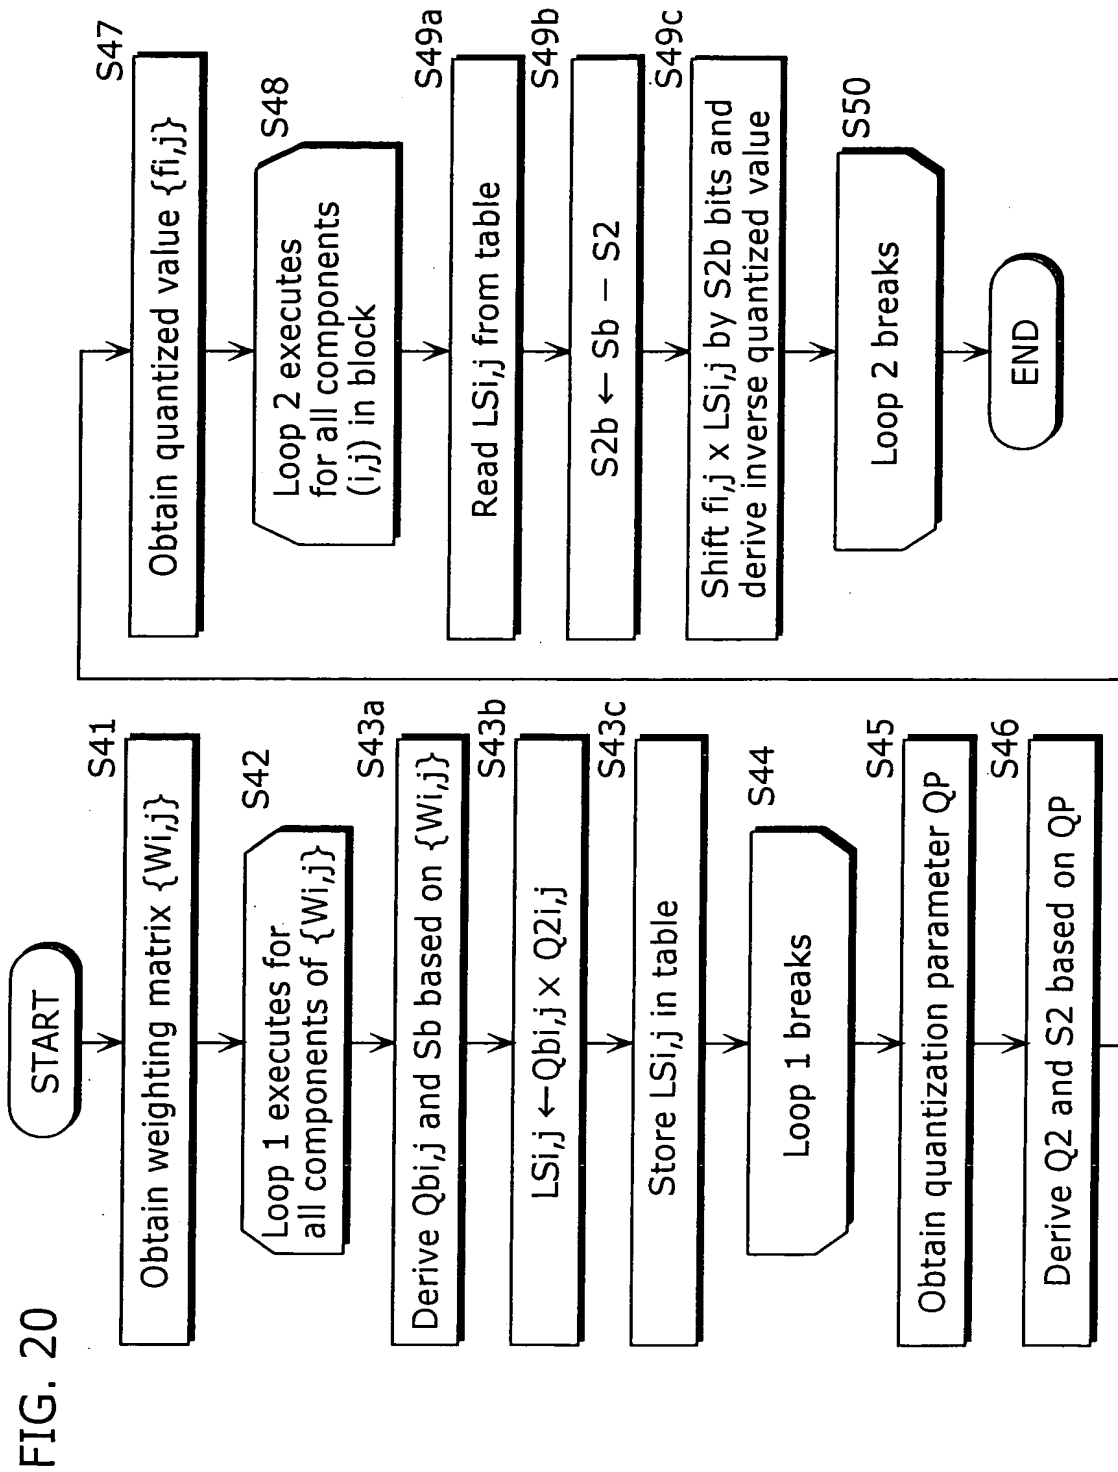 FIG. 20
START
S41
Obtain weighting matrix {Wi,j}
S42
Loop 1 executes for
all components of {Wi,j}
S43a
Derive Qbi,j and Sb based on {Wi,j}
S43b
LSi,j ← Qbi,j × Q2i,j
S43c
Store LSi,j in table
S44
Loop 1 breaks
S45
Obtain quantization parameter QP
S46
Derive Q2 and S2 based on QP
S47
Obtain quantized value {fi,j}
S48
Loop 2 executes
for all components
(i,j) in block
S49a
Read LSi,j from table
S49b
S2b ← Sb − S2
S49c
Shift fi,j x LSi,j by S2b bits and
derive inverse quantized value
S50
Loop 2 breaks
END